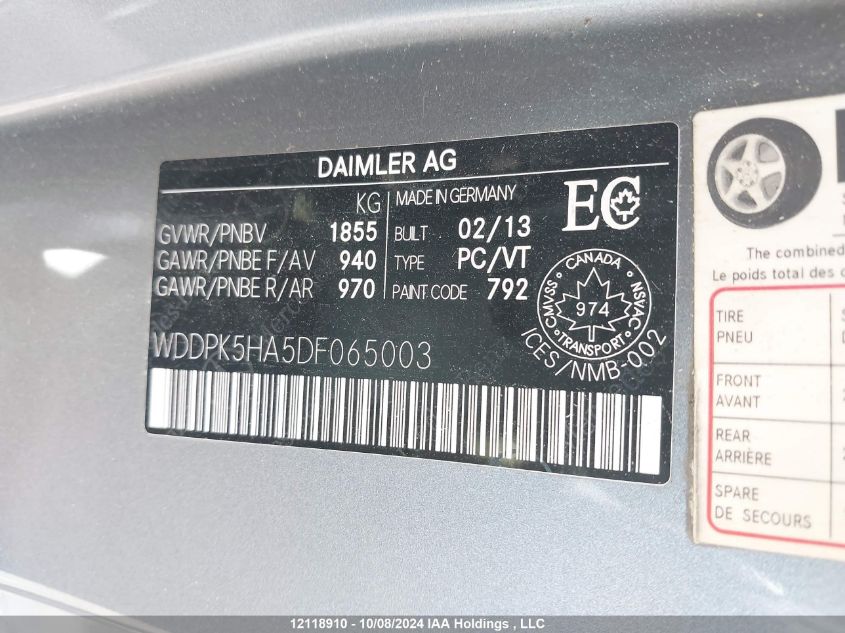 DAIMLER AG
KG
GVWR/PNBV 1855
GAWR/PNBE F/AV 940
GAWR/PNBE R/AR 970
MADE IN GERMANY
BUILT 02/13
TYPE PC/VT
PAINT CODE 792
EC
CANADA
CMVSS 974 NSVAC
TRANSPORT
ICES/NMB-002
WDDPK5HA5DF065003
The combined
Le poids total des
TIRE
PNEU
FRONT
AVANT
REAR
ARRIÈRE
SPARE
DE SECOURS
12118910 - 10/08/2024 IAA Holdings , LLC